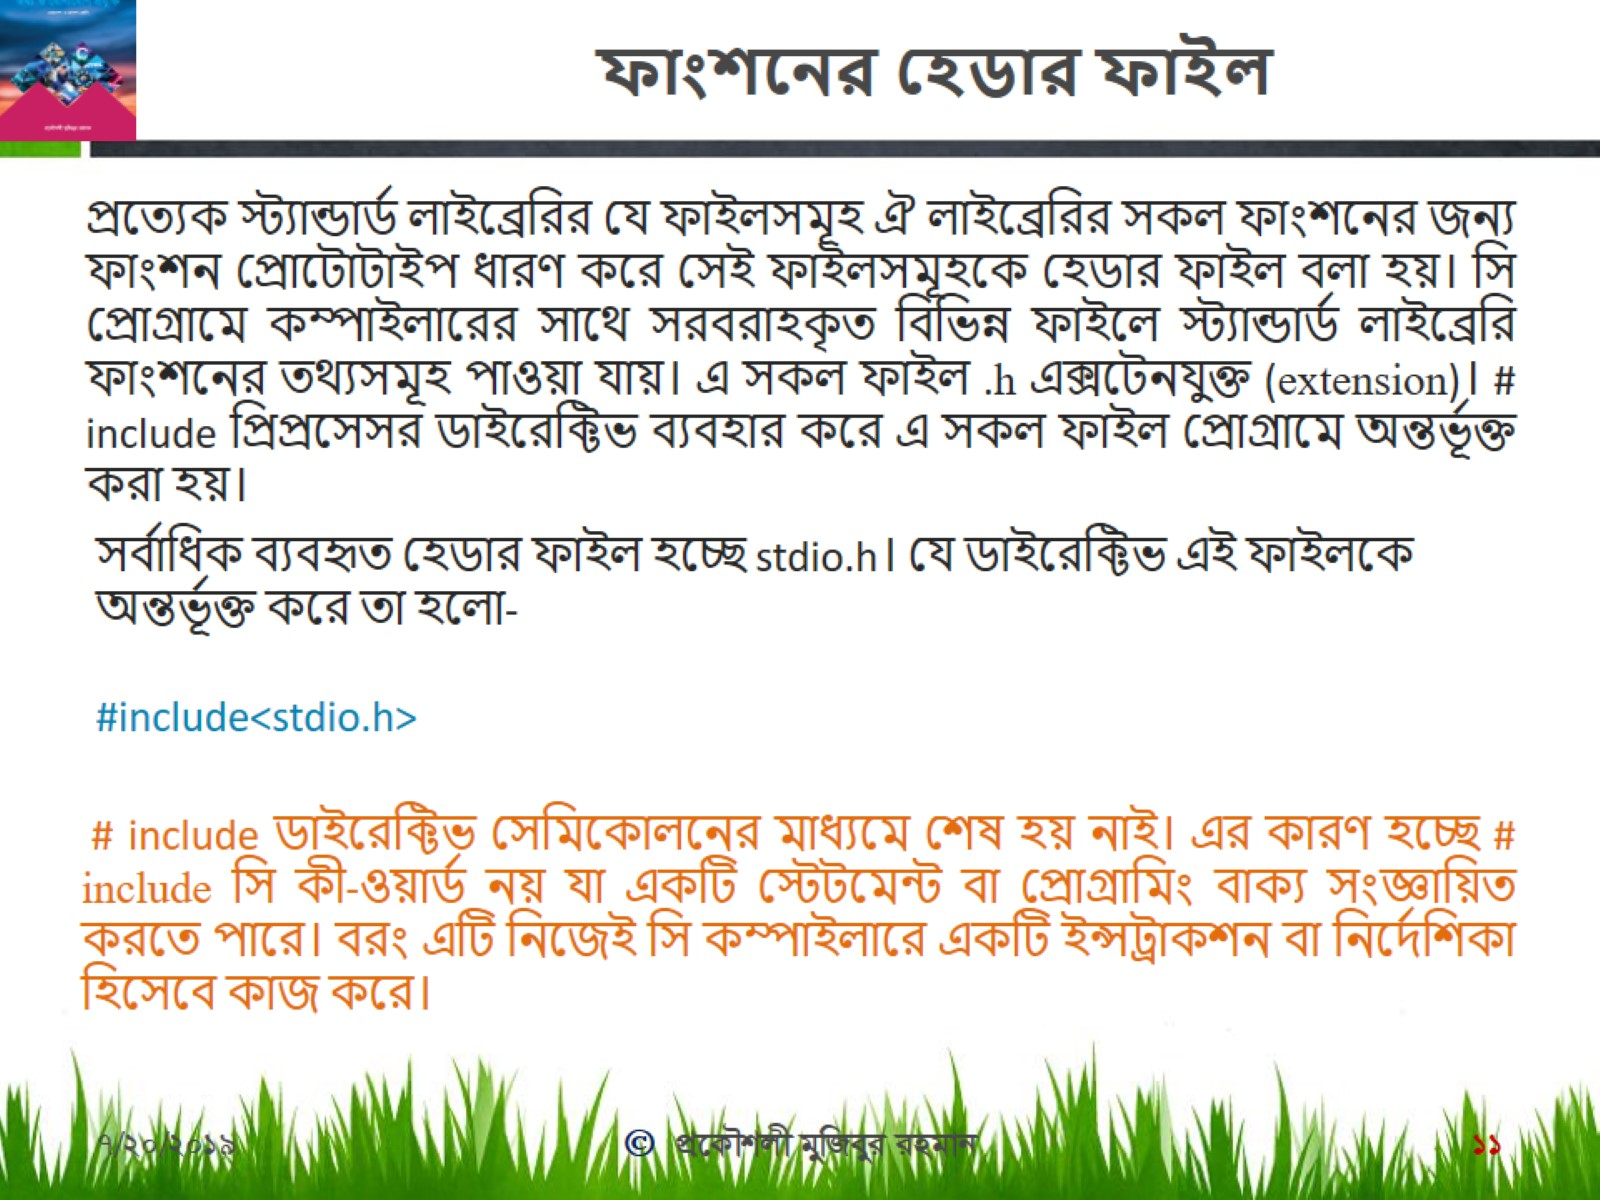 ফাংশনের হেডার ফাইল
প্রত্যেক স্ট্যান্ডার্ড লাইব্রেরির যে ফাইলসমূহ ঐ লাইব্রেরির সকল ফাংশনের জন্য
ফাংশন প্রোটোটাইপ ধারণ করে সেই ফাইলসমূহকে হেডার ফাইল বলা হয়। সি
প্রোগ্রামে কম্পাইলারের সাথে সরবরাহকৃত বিভিন্ন ফাইলে স্ট্যান্ডার্ড লাইব্রেরি
ফাংশনের তথ্যসমূহ পাওয়া যায়। এ সকল ফাইল .h এক্সটেনযুক্ত (extension)। #
include প্রিপ্রসেসর ডাইরেক্টিভ ব্যবহার করে এ সকল ফাইল প্রোগ্রামে অন্তর্ভূক্ত
করা হয়।
সর্বাধিক ব্যবহৃত হেডার ফাইল হচ্ছে stdio.h। যে ডাইরেক্টিভ এই ফাইলকে
অন্তর্ভূক্ত করে তা হলো-
#include<stdio.h>
# include ডাইরেক্টিভ সেমিকোলনের মাধ্যমে শেষ হয় নাই। এর কারণ হচ্ছে #
include সি কী-ওয়ার্ড নয় যা একটি স্টেটমেন্ট বা প্রোগ্রামিং বাক্য সংজ্ঞায়িত
করতে পারে। বরং এটি নিজেই সি কম্পাইলারে একটি ইন্সট্রাকশন বা নির্দেশিকা
হিসেবে কাজ করে।
৭/২০/২০১৯
© প্রকৌশলী মুজিবুর রহমান
১১